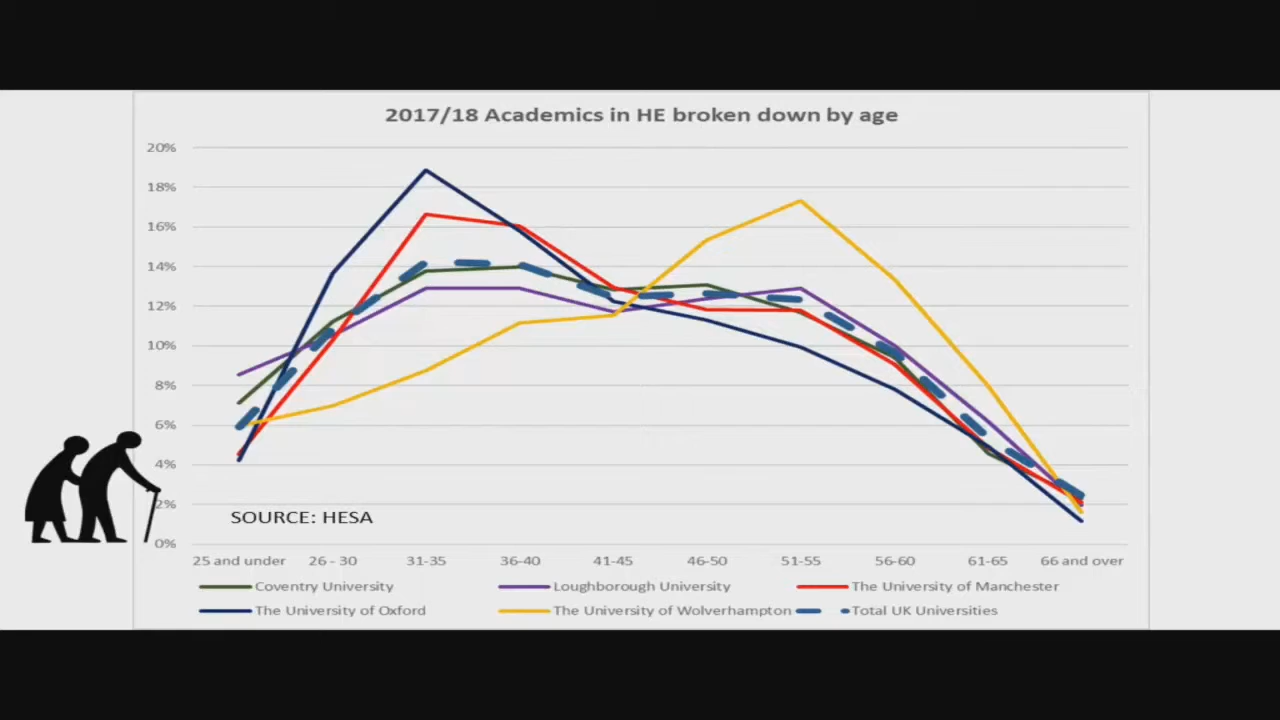 2017/18 Academics in HE broken down by age
20%
18%
16%
14%
12%
10%
8%
6%
4%
2%
0%
SOURCE: HESA
25 and under 26 - 30 31-35 36-40 41-45 46-50 51-55 56-60 61-65 66 and over
Coventry University Loughborough University The University of Manchester
The University of Oxford The University of Wolverhampton Total UK Universities